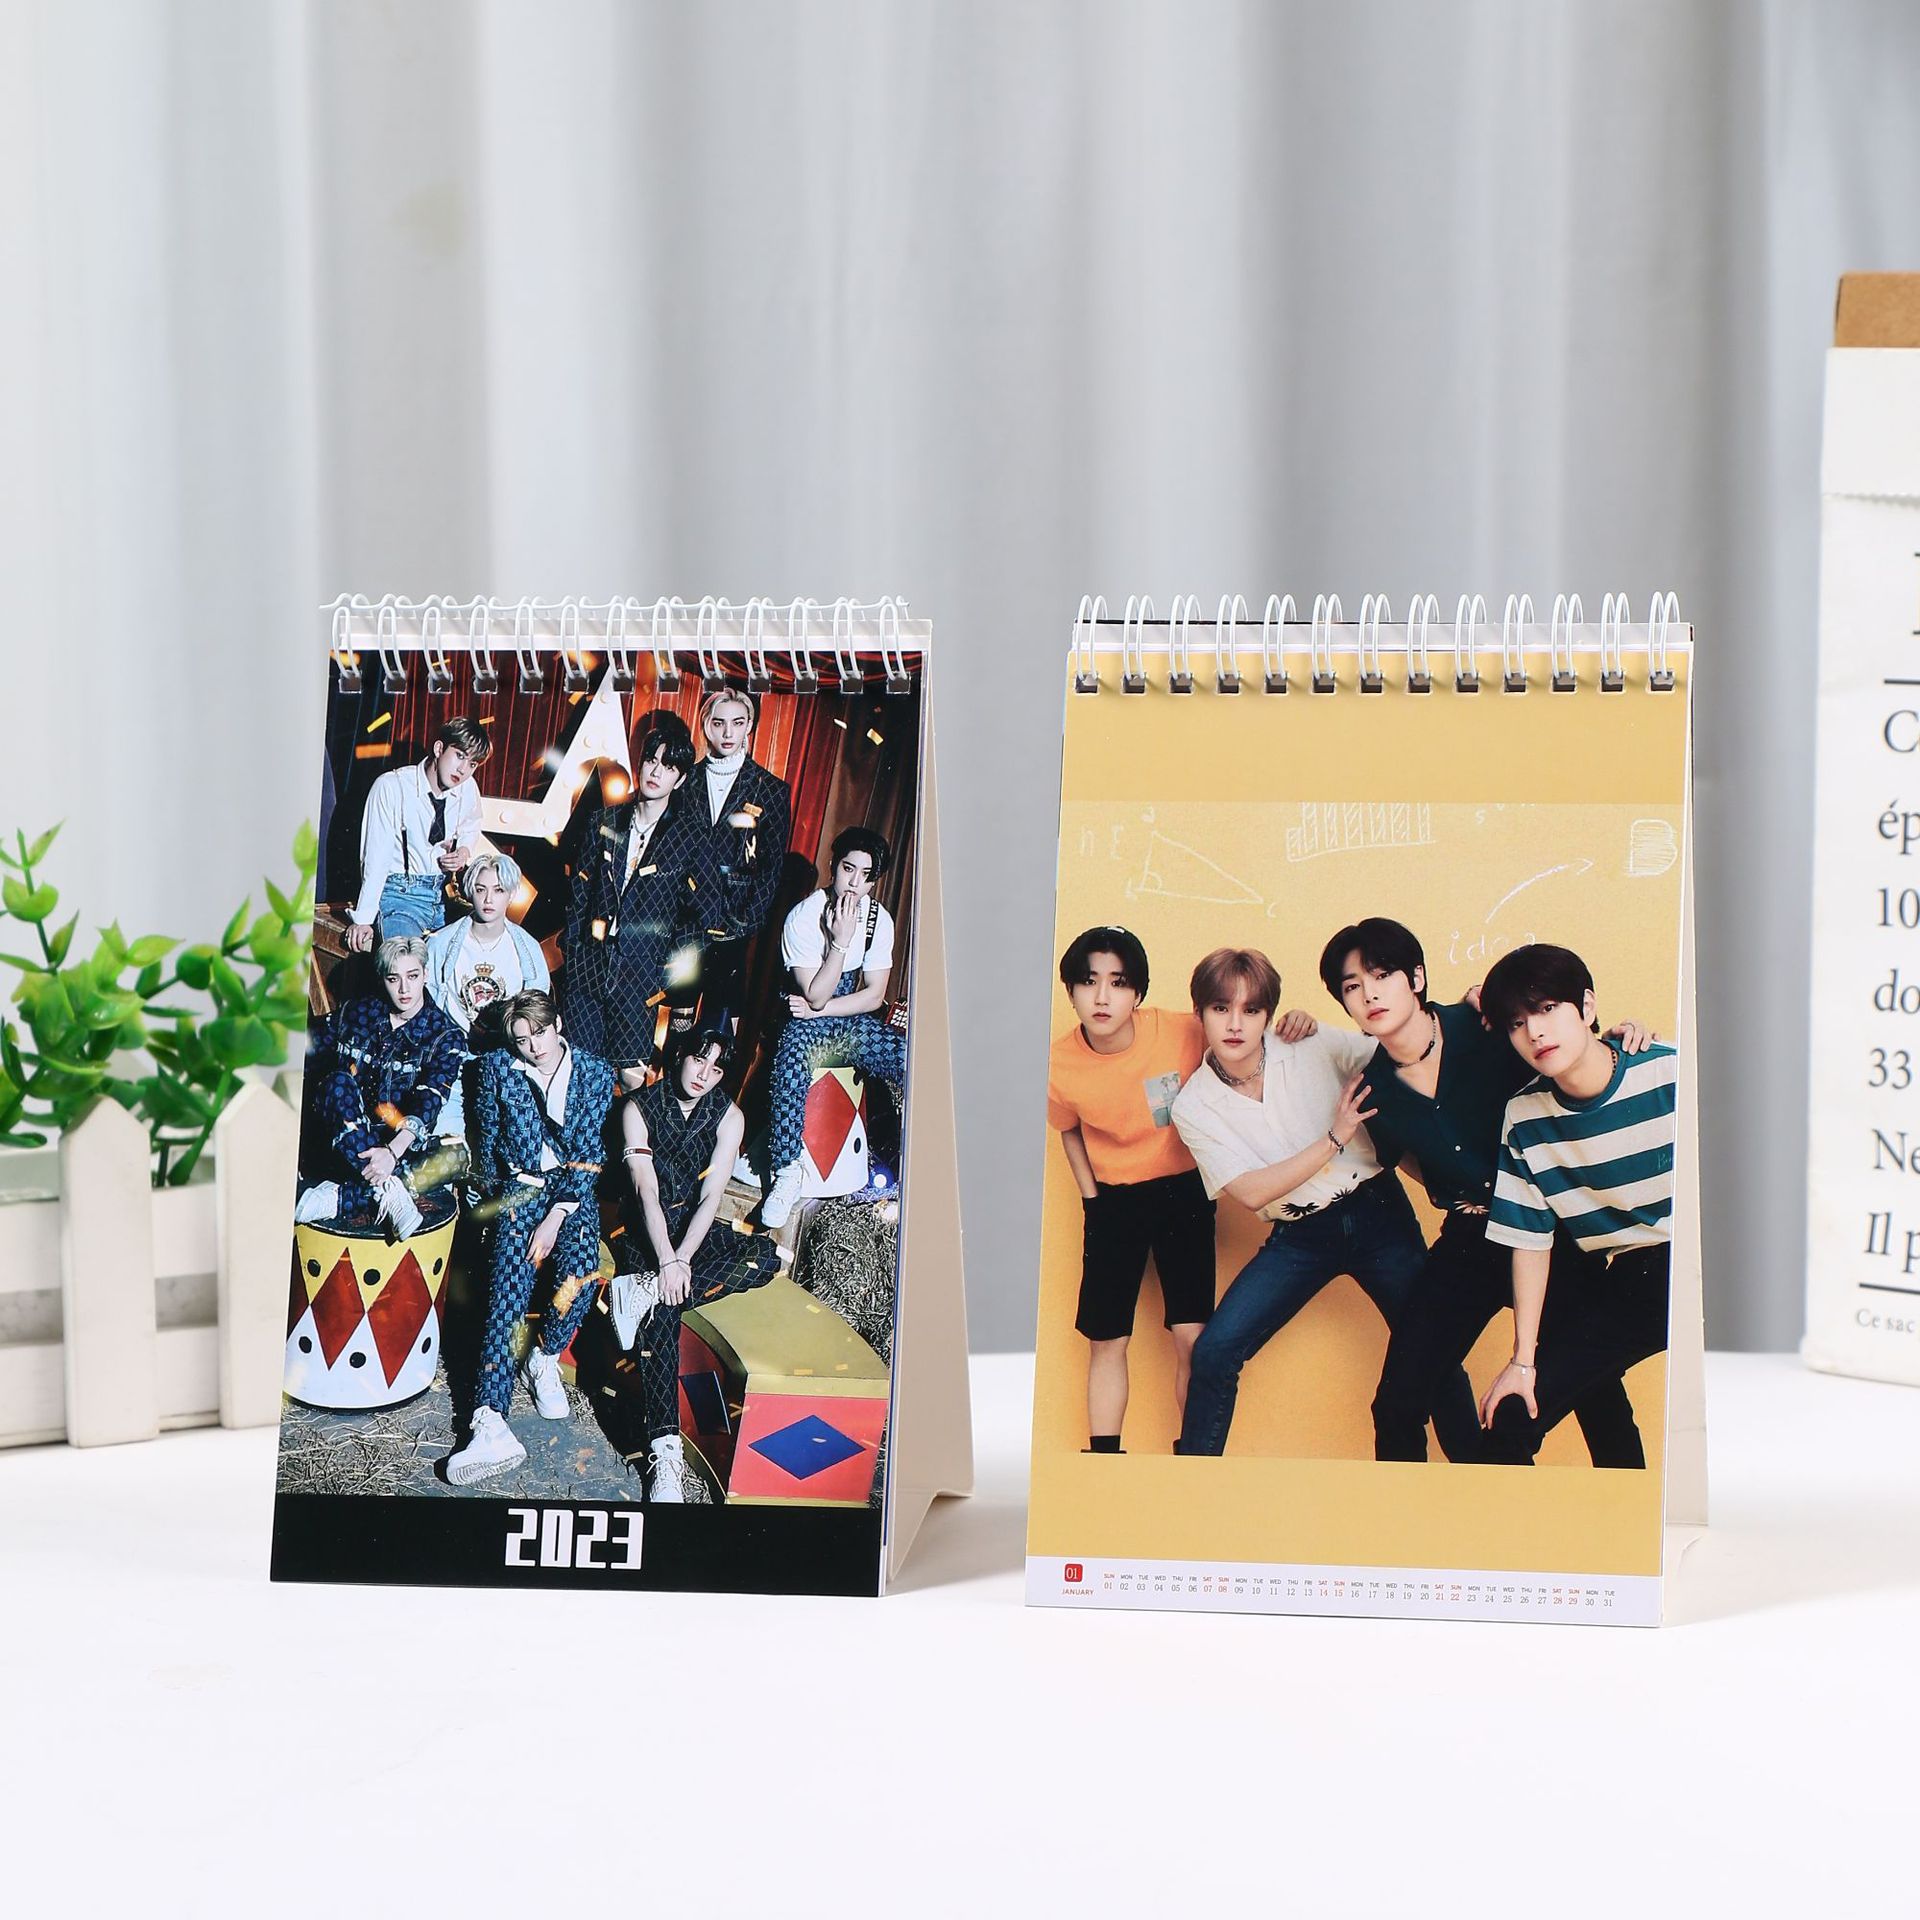 CHANEL
2023
idea
01
JANUARY
SUN MON TUE WED THU FRI SAT SUN MON TUE WED THU FRI SAT SUN MON TUE WED THU FRI SAT SUN MON TUE WED THU FRI SAT SUN MON TUE
01 02 03 04 05 06 07 08 09 10 11 12 13 14 15 16 17 18 19 20 21 22 23 24 25 26 27 28 29 30 31
ép
10
do
33
Ne
Il p
Ce sac